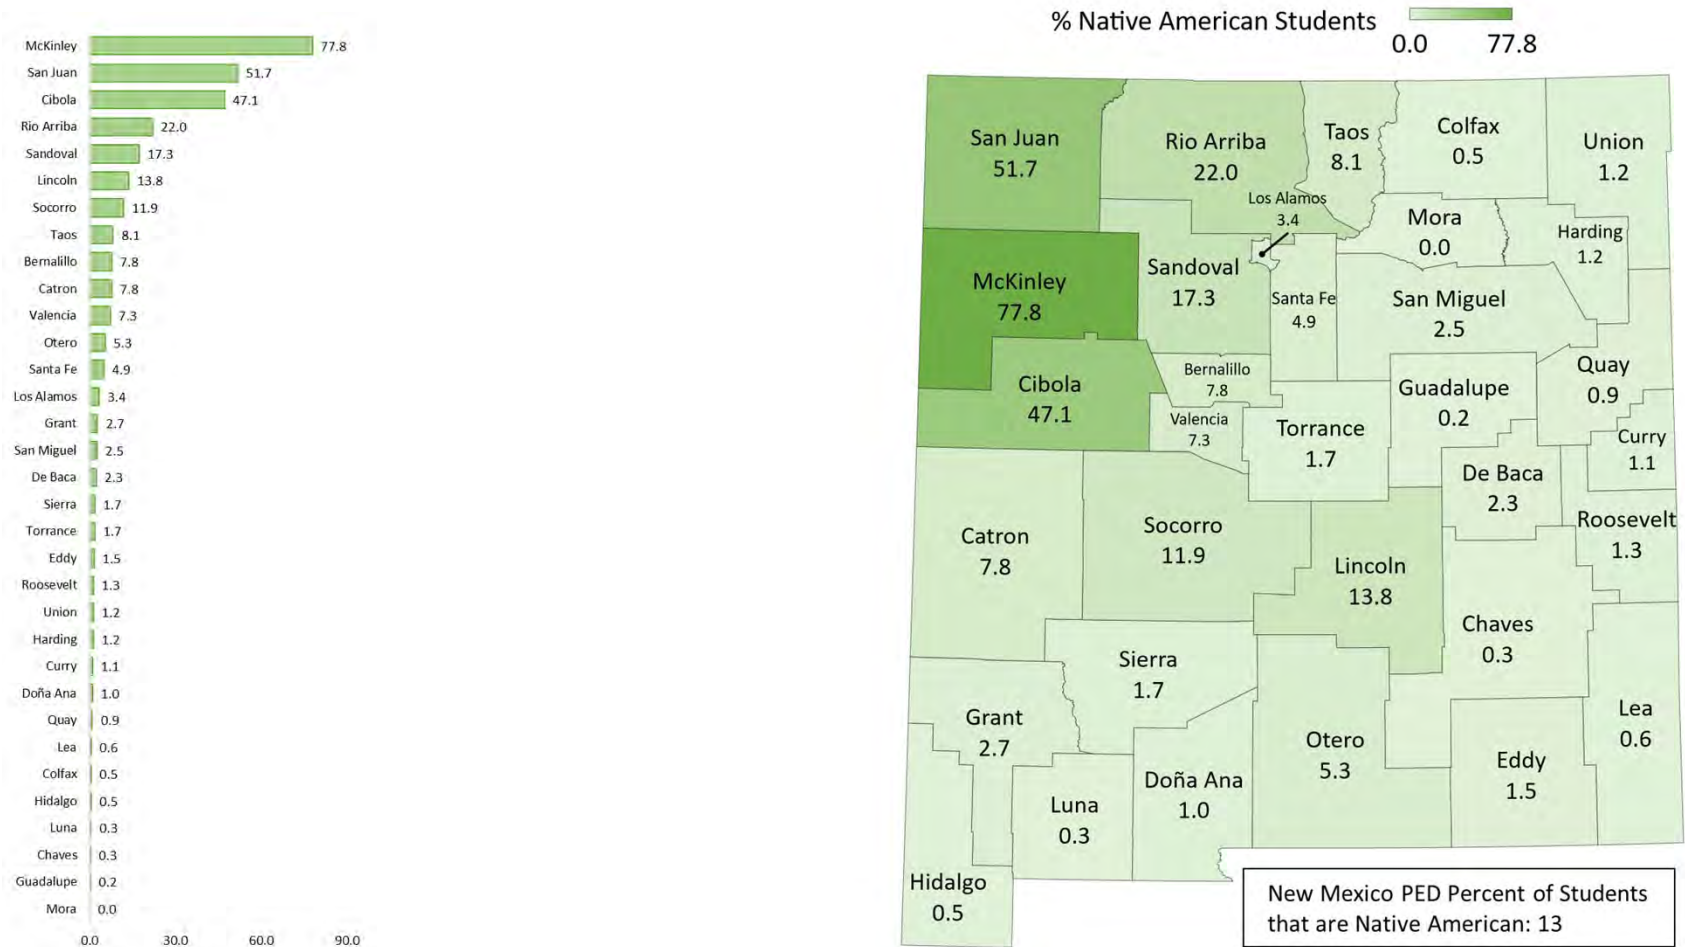 McKinley 77.8
San Juan 51.7
Cibola 47.1
Rio Arriba 22.0
Sandoval 17.3
Lincoln 13.8
Socorro 11.9
Taos 8.1
Bernalillo 7.8
Catron 7.8
Valencia 7.3
Otero 5.3
Santa Fe 4.9
Los Alamos 3.4
Grant 2.7
San Miguel 2.5
De Baca 2.3
Sierra 1.7
Torrance 1.7
Eddy 1.5
Roosevelt 1.3
Union 1.2
Harding 1.2
Curry 1.1
Doña Ana 1.0
Quay 0.9
Lea 0.6
Colfax 0.5
Hidalgo 0.5
Luna 0.3
Chaves 0.3
Guadalupe 0.2
Mora 0.0
0.0 30.0 60.0 90.0
% Native American Students
0.0 77.8
San Juan
51.7
Rio Arriba
22.0
Taos
8.1
Colfax
0.5
Union
1.2
Los Alamos
3.4
Mora
0.0
Harding
1.2
McKinley
77.8
Sandoval
17.3
Santa Fe
4.9
San Miguel
2.5
Cibola
47.1
Bernalillo
7.8
Valencia
7.3
Torrance
1.7
Guadalupe
0.2
Quay
0.9
Curry
1.1
De Baca
2.3
Roosevelt
1.3
Catron
7.8
Socorro
11.9
Lincoln
13.8
Chaves
0.3
Sierra
1.7
Grant
2.7
Otero
5.3
Lea
0.6
Eddy
1.5
Doña Ana
1.0
Luna
0.3
Hidalgo
0.5
New Mexico PED Percent of Students
that are Native American: 13